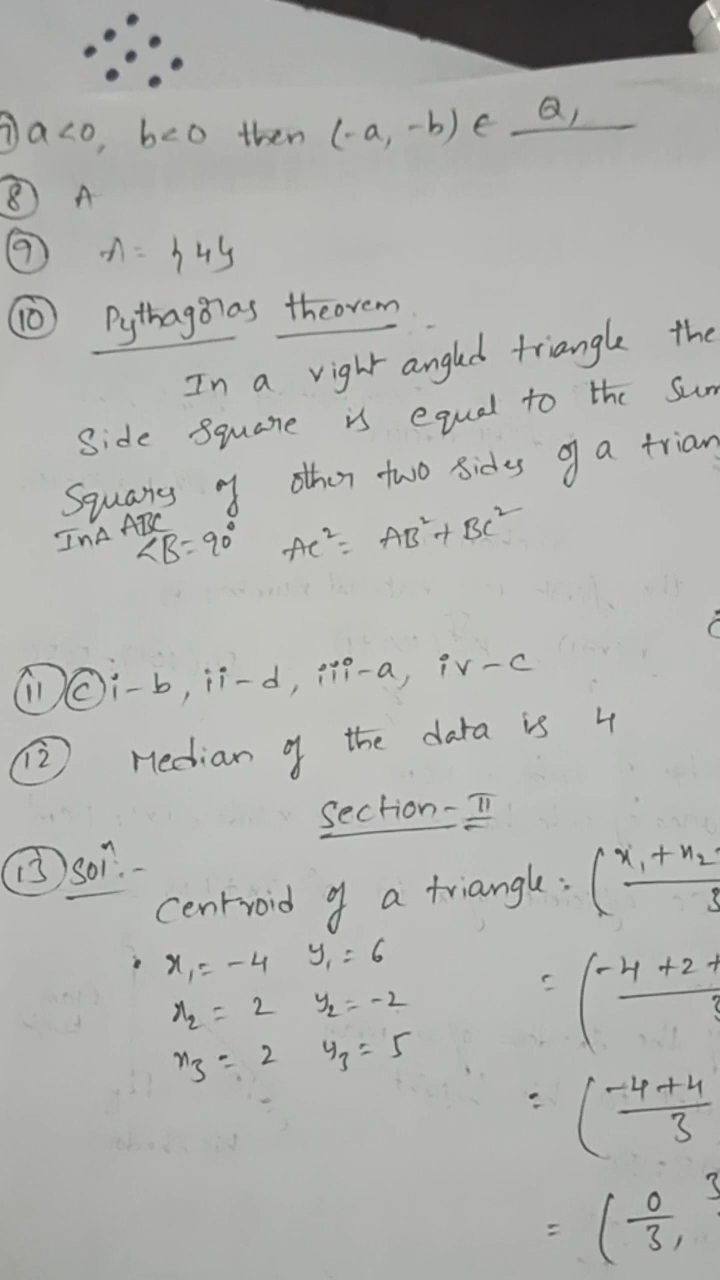 7) a<0, b<0 then (-a, -b) ∈ Q1
8) A
9)
10) Pythagoras theorem
In a right angled triangle the
Side square is equal to the sum
Squares of other two sides of a trian
In ∆ ABC
∠B=90° AC²= AB²+BC²
11) c) i-b, ii-d, iii-a, iv-c
12) Median of the data is 4
Section-II
13) Sol:-
Centroid of a triangle = (x1+x2+ / 3
x1= -4 y1= 6 = (-4+2+ / 3
x2= 2 y2= -2
x3= 2 y3= 5 = (-4+4 / 3
= (0/3,